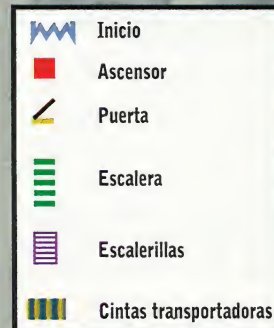 Inicio
Ascensor
Puerta
Escalera
Escalerillas
Cintas transportadoras